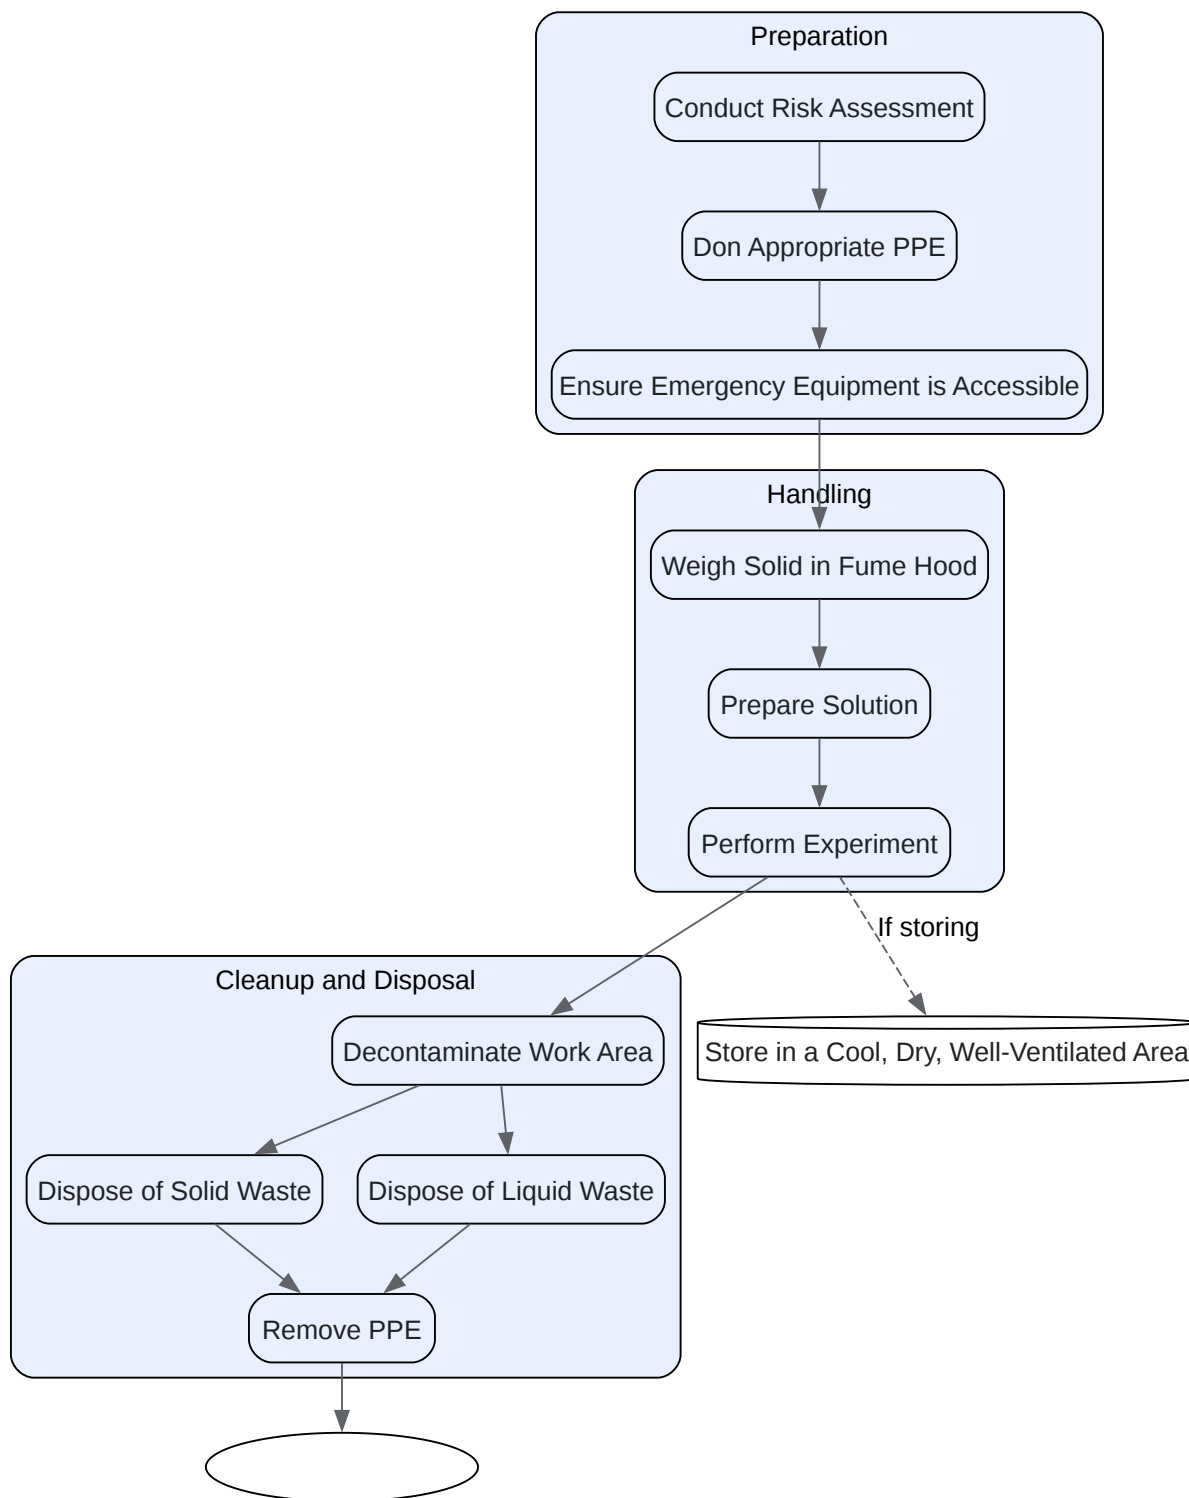 Preparation
Conduct Risk Assessment
Don Appropriate PPE
Ensure Emergency Equipment is Accessible
Handling
Weigh Solid in Fume Hood
Prepare Solution
Perform Experiment
If storing
Cleanup and Disposal
Decontaminate Work Area
Store in a Cool, Dry, Well-Ventilated Area
Dispose of Solid Waste
Dispose of Liquid Waste
Remove PPE